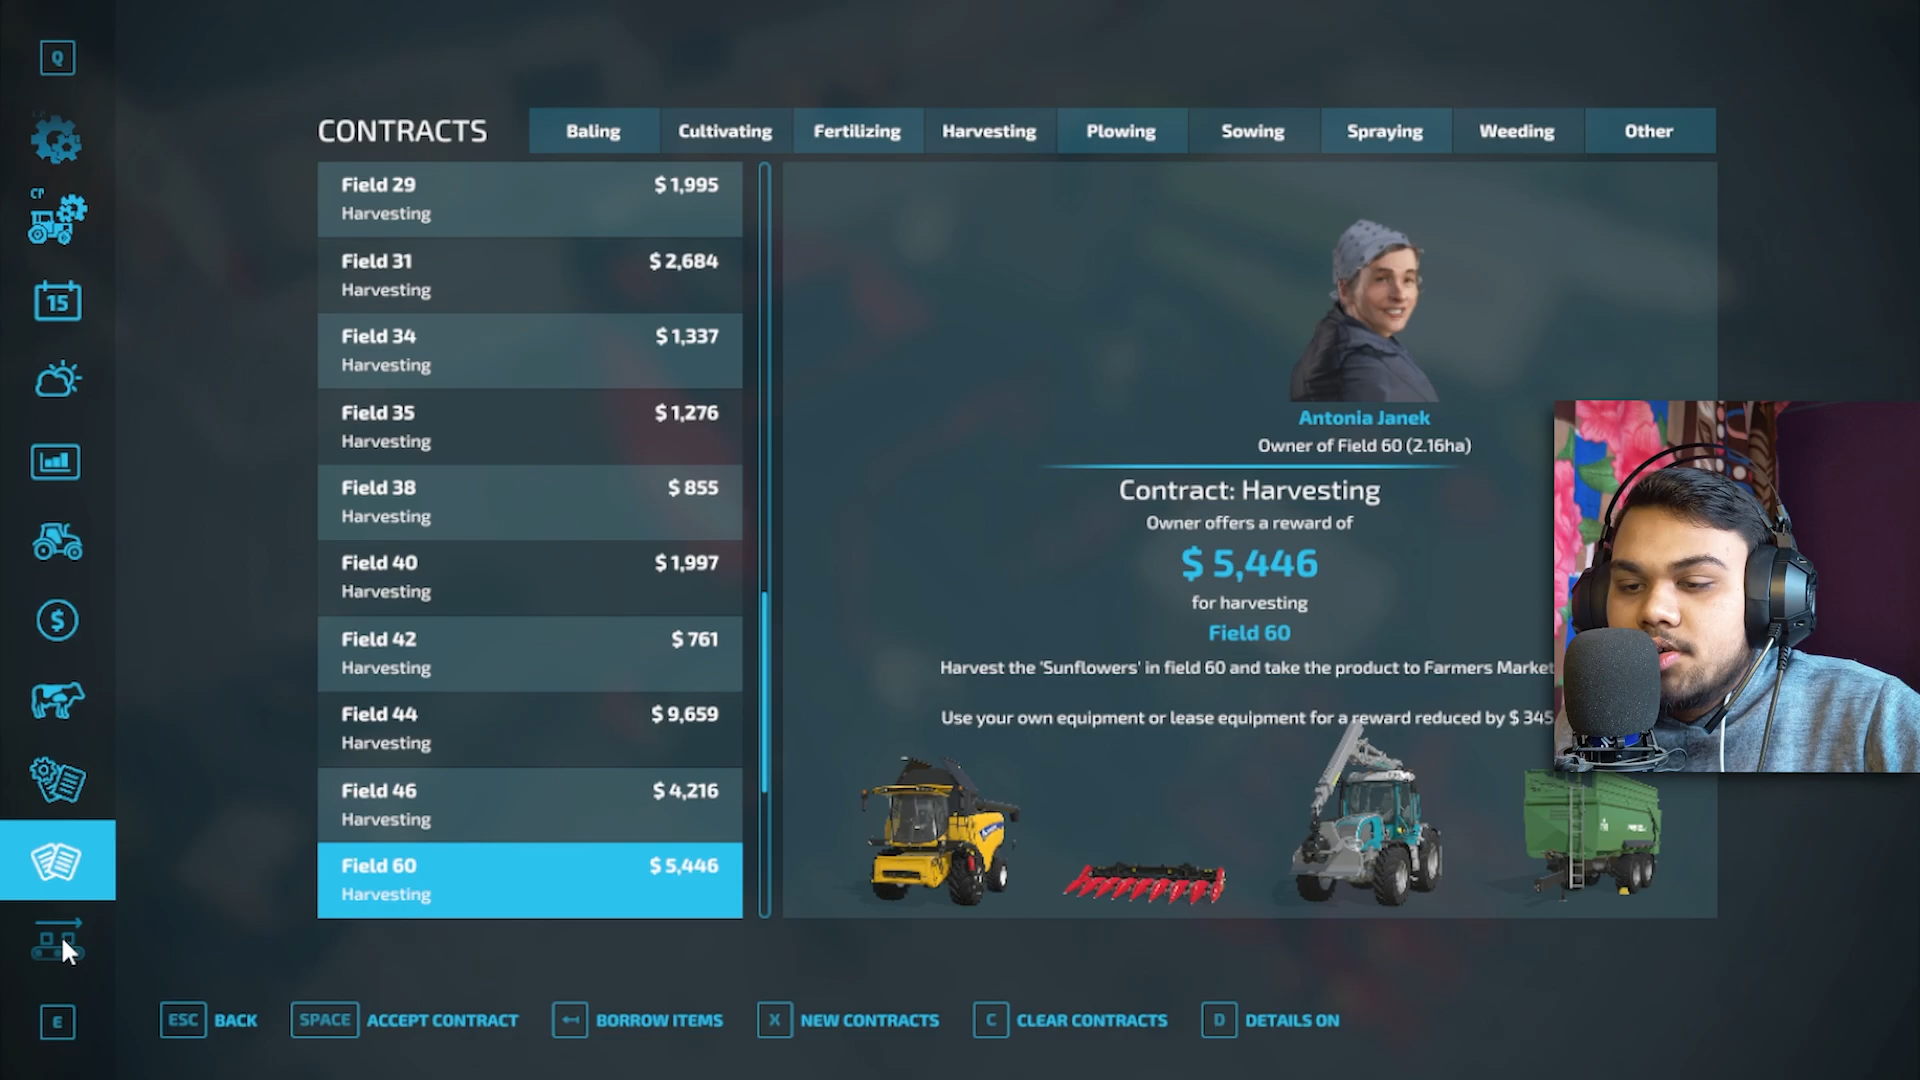 Q
CP
15
E
CONTRACTS
Baling Cultivating Fertilizing Harvesting Plowing Sowing Spraying Weeding Other
Field 29 $ 1,995
Harvesting
Field 31 $ 2,684
Harvesting
Field 34 $ 1,337
Harvesting
Field 35 $ 1,276
Harvesting
Field 38 $ 855
Harvesting
Field 40 $ 1,997
Harvesting
Field 42 $ 761
Harvesting
Field 44 $ 9,659
Harvesting
Field 46 $ 4,216
Harvesting
Field 60 $ 5,446
Harvesting
Antonia Janek
Owner of Field 60 (2.16ha)
Contract: Harvesting
Owner offers a reward of
$ 5,446
for harvesting
Field 60
Harvest the 'Sunflowers' in field 60 and take the product to Farmers Market
Use your own equipment or lease equipment for a reward reduced by $ 345
ESC BACK SPACE ACCEPT CONTRACT BORROW ITEMS X NEW CONTRACTS C CLEAR CONTRACTS D DETAILS ON